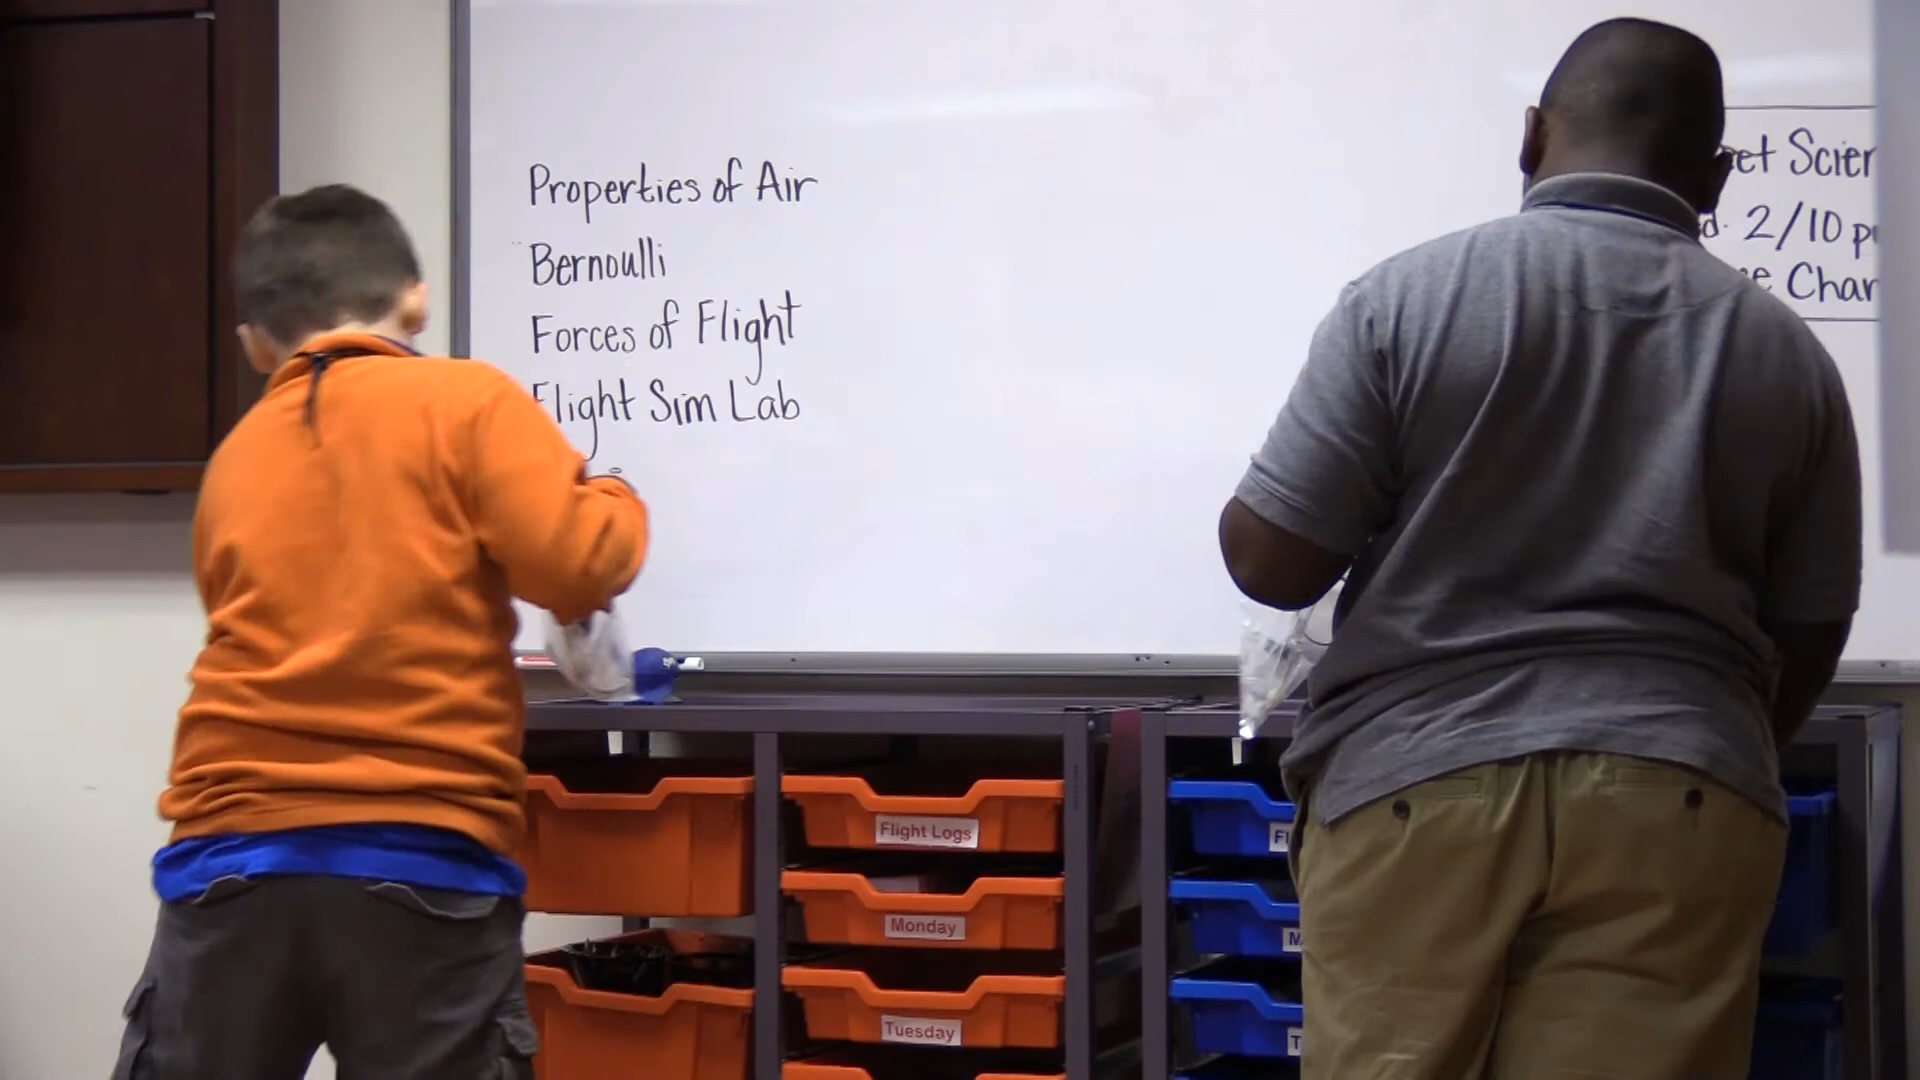 Properties of Air
Bernoulli
Forces of Flight
Flight Sim Lab
2/10
Flight Logs
Monday
Tuesday